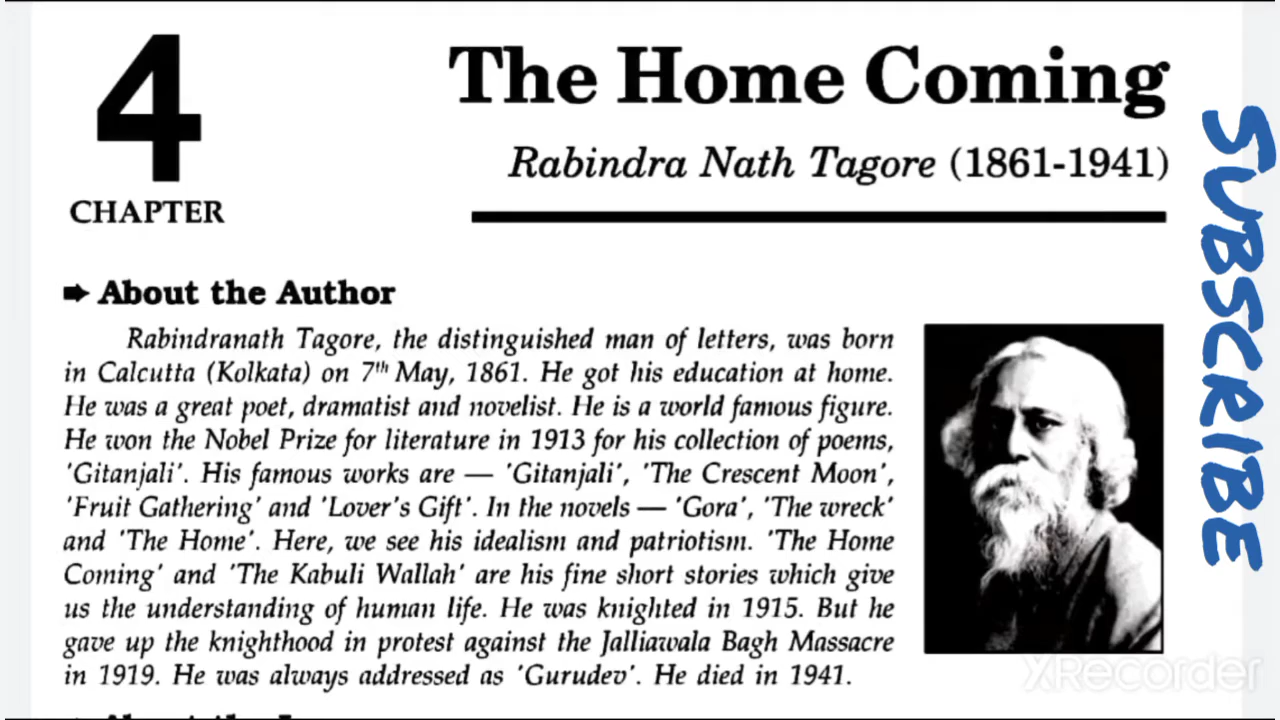 4
CHAPTER
The Home Coming
Rabindra Nath Tagore (1861-1941)
➡ About the Author
Rabindranath Tagore, the distinguished man of letters, was born
in Calcutta (Kolkata) on 7th May, 1861. He got his education at home.
He was a great poet, dramatist and novelist. He is a world famous figure.
He won the Nobel Prize for literature in 1913 for his collection of poems,
'Gitanjali'. His famous works are — 'Gitanjali', 'The Crescent Moon',
'Fruit Gathering' and 'Lover's Gift'. In the novels — 'Gora', 'The wreck'
and 'The Home'. Here, we see his idealism and patriotism. 'The Home
Coming' and 'The Kabuli Wallah' are his fine short stories which give
us the understanding of human life. He was knighted in 1915. But he
gave up the knighthood in protest against the Jalliawala Bagh Massacre
in 1919. He was always addressed as 'Gurudev'. He died in 1941.
About the
SUBSCRIBE
XRecorder